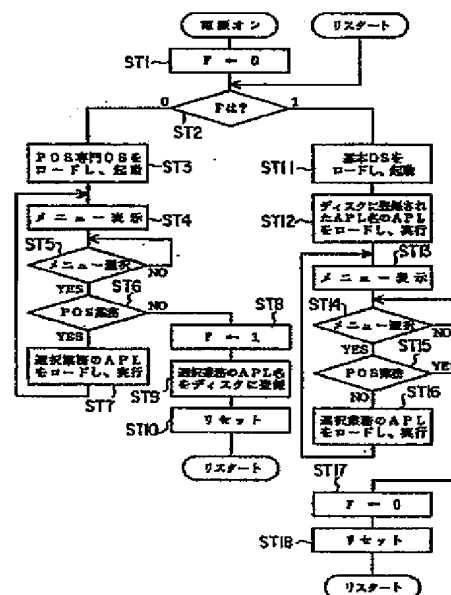 電源オン
リスタート
ST1
F ← 0
0
Fは?
1
ST2
POS専門OSを
ロードし、起動
ST3
メニュー表示
ST4
ST5
メニュー選択
NO
YES
ST6
POS業務
NO
YES
選択業務のAPL
をロードし、実行
ST7
ST8
F ← 1
ST9
選択業務のAPL名
をディスクに登録
ST10
リセット
リスタート
ST11
基本OSを
ロードし、起動
ST12
ディスクに登録され
たAPL名のAPL
をロードし、実行
ST13
メニュー表示
ST14
メニュー選択
NO
YES
ST15
POS業務
YES
NO
ST16
選択業務のAPL
をロードし、実行
ST17
F ← 0
ST18
リセット
リスタート